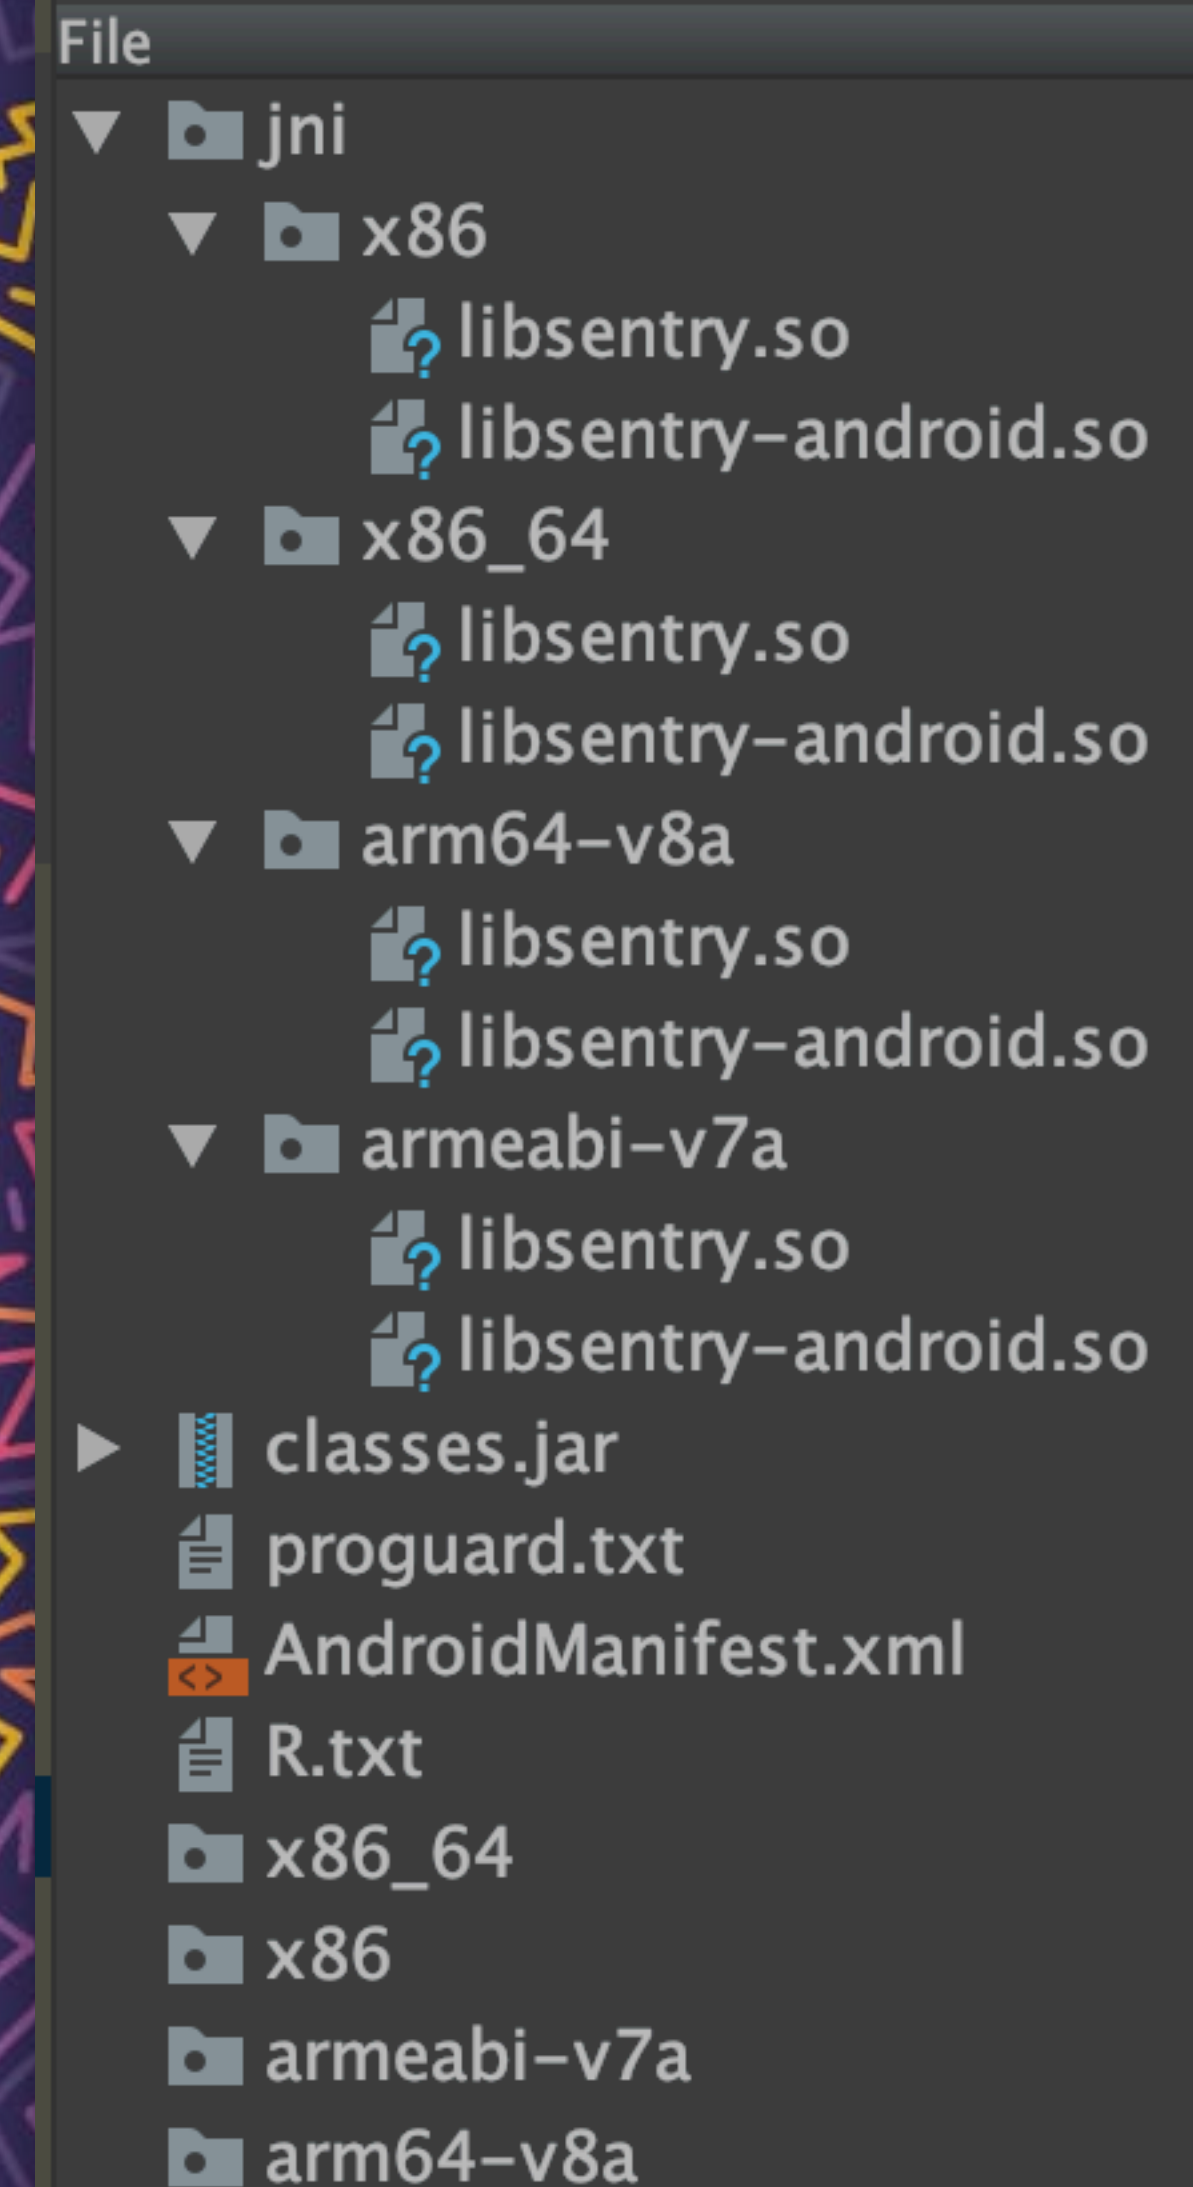 File
jni
x86
libsentry.so
libsentry-android.so
x86_64
libsentry.so
libsentry-android.so
arm64-v8a
libsentry.so
libsentry-android.so
armeabi-v7a
libsentry.so
libsentry-android.so
classes.jar
proguard.txt
AndroidManifest.xml
R.txt
x86_64
x86
armeabi-v7a
arm64-v8a